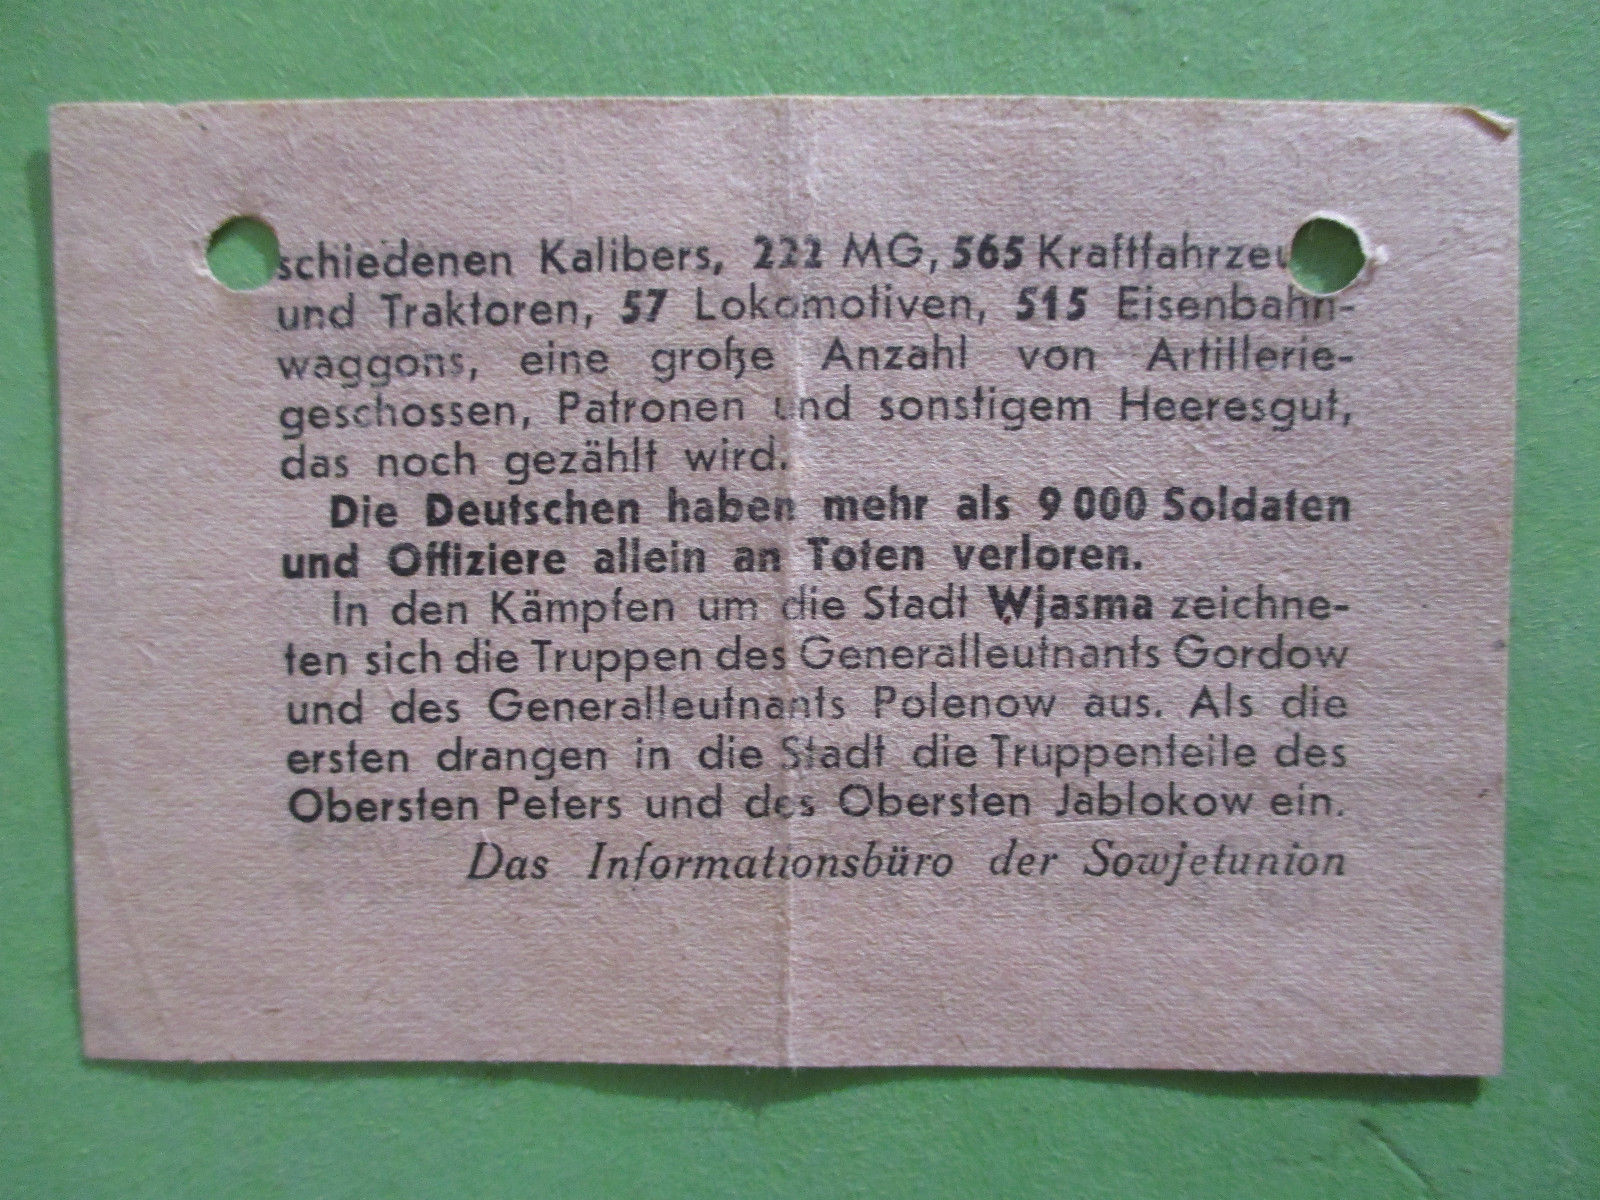 schiedenen Kalibers, 222 MG, 565 Kraftfahrzeu
und Traktoren, 57 Lokomotiven, 515 Eisenbahn-
waggons, eine große Anzahl von Artillerie-
geschossen, Patronen und sonstigem Heeresgut,
das noch gezählt wird.
Die Deutschen haben mehr als 9 000 Soldaten
und Offiziere allein an Toten verloren.
In den Kämpfen um die Stadt Wjasma zeichne-
ten sich die Truppen des Generalleutnants Gordow
und des Generalleutnants Polenow aus. Als die
ersten drangen in die Stadt die Truppenteile des
Obersten Peters und des Obersten Jablokow ein.
Das Informationsbüro der Sowjetunion